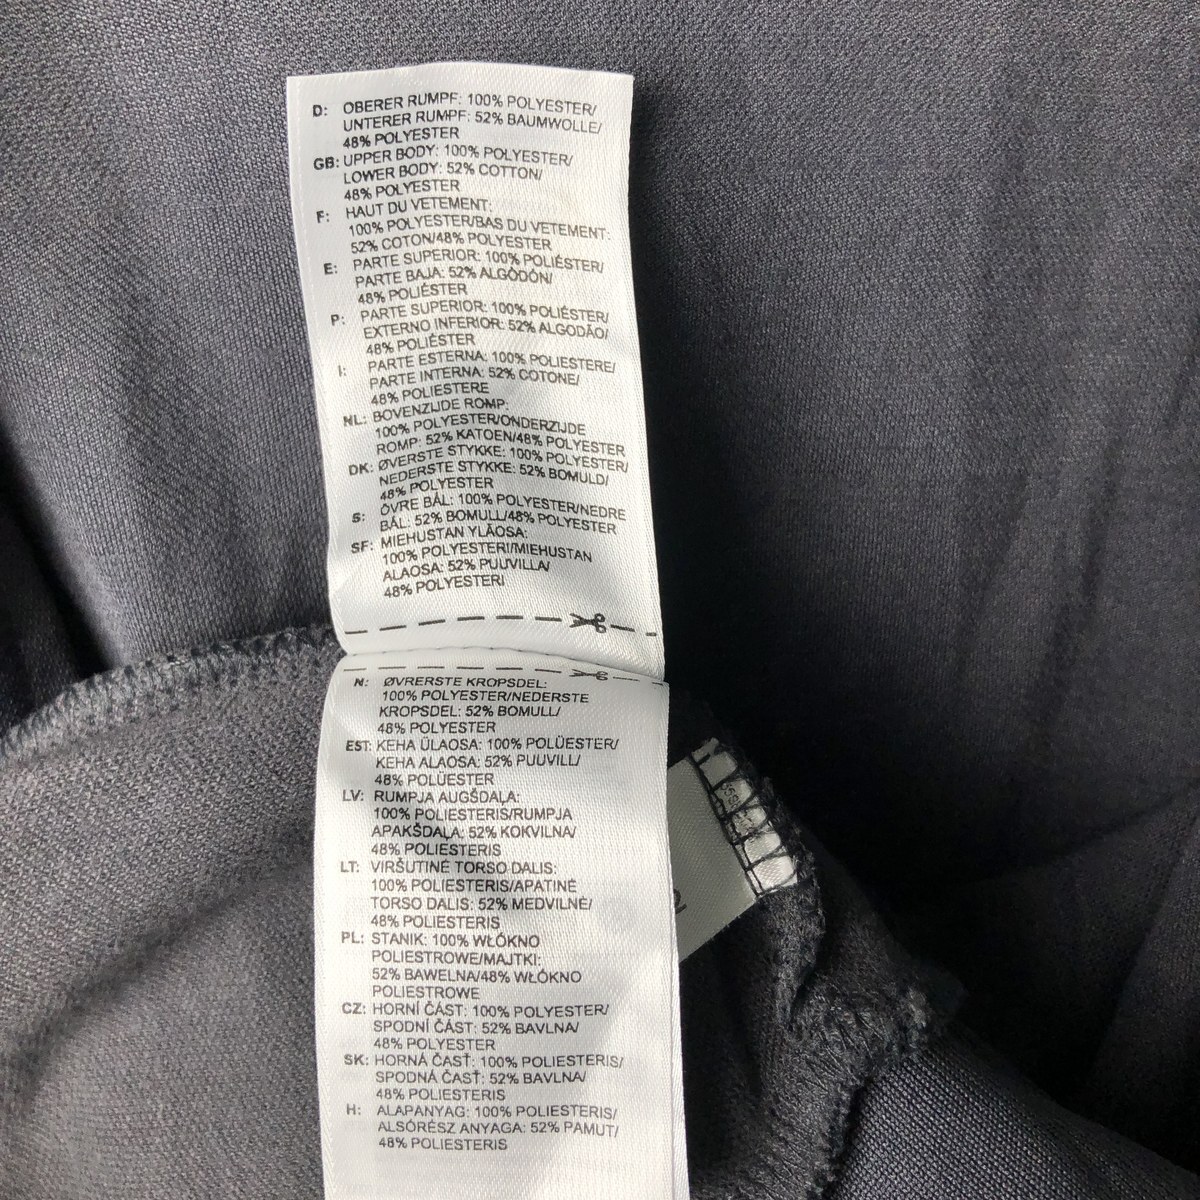 D: OBERER RUMPF: 100% POLYESTER/
UNTERER RUMPF: 52% BAUMWOLLE/
48% POLYESTER
GB: UPPER BODY: 100% POLYESTER/
LOWER BODY: 52% COTTON/
48% POLYESTER
F: HAUT DU VETEMENT:
100% POLYESTER/BAS DU VETEMENT:
52% COTON/48% POLYESTER
E: PARTE SUPERIOR: 100% POLIÉSTER/
PARTE BAJA: 52% ALGÓDÓN/
48% POLIÉSTER
P: PARTE SUPERIOR: 100% POLIÉSTER/
EXTERNO INFERIOR: 52% ALGODÃO/
48% POLIÉSTER
I: PARTE ESTERNA: 100% POLIESTERE/
PARTE INTERNA: 52% COTONE/
48% POLIESTERE
NL: BOVENZIJDE ROMP:
100% POLYESTER/ONDERZIJDE
ROMP: 52% KATOEN/48% POLYESTER
DK: ØVERSTE STYKKE: 100% POLYESTER/
NEDERSTE STYKKE: 52% BOMULD/
48% POLYESTER
S: ÖVRE BÅL: 100% POLYESTER/NEDRE
BÅL: 52% BOMULL/48% POLYESTER
SF: MIEHUSTAN YLÄOSA:
100% POLYESTERI/MIEHUSTAN
ALAOSA: 52% PUUVILLA/
48% POLYESTERI
N: ØVRERSTE KROPSDEL:
100% POLYESTER/NEDERSTE
KROPSDEL: 52% BOMULL/
48% POLYESTER
EST: KEHA ÜLAOSA: 100% POLÜESTER/
KEHA ALAOSA: 52% PUUVILL/
48% POLÜESTER
LV: RUMPJA AUGŠDAĻA:
100% POLIESTERIS/RUMPJA
APAKŠDAĻA: 52% KOKVILNA/
48% POLIESTERIS
LT: VIRŠUTINĖ TORSO DALIS:
100% POLIESTERIS/APATINĖ
TORSO DALIS: 52% MEDVILNĖ/
48% POLIESTERIS
PL: STANIK: 100% WŁÓKNO
POLIESTROWE/MAJTKI:
52% BAWEŁNA/48% WŁÓKNO
POLIESTROWE
CZ: HORNÍ ČÁST: 100% POLYESTER/
SPODNÍ ČÁST: 52% BAVLNA/
48% POLYESTER
SK: HORNÁ ČASŤ: 100% POLIESTERIS/
SPODNÁ ČASŤ: 52% BAVLNA/
48% POLIESTERIS
H: ALAPANYAG: 100% POLIESTERIS/
ALSÓRÉSZ ANYAGA: 52% PAMUT/
48% POLIESTERIS